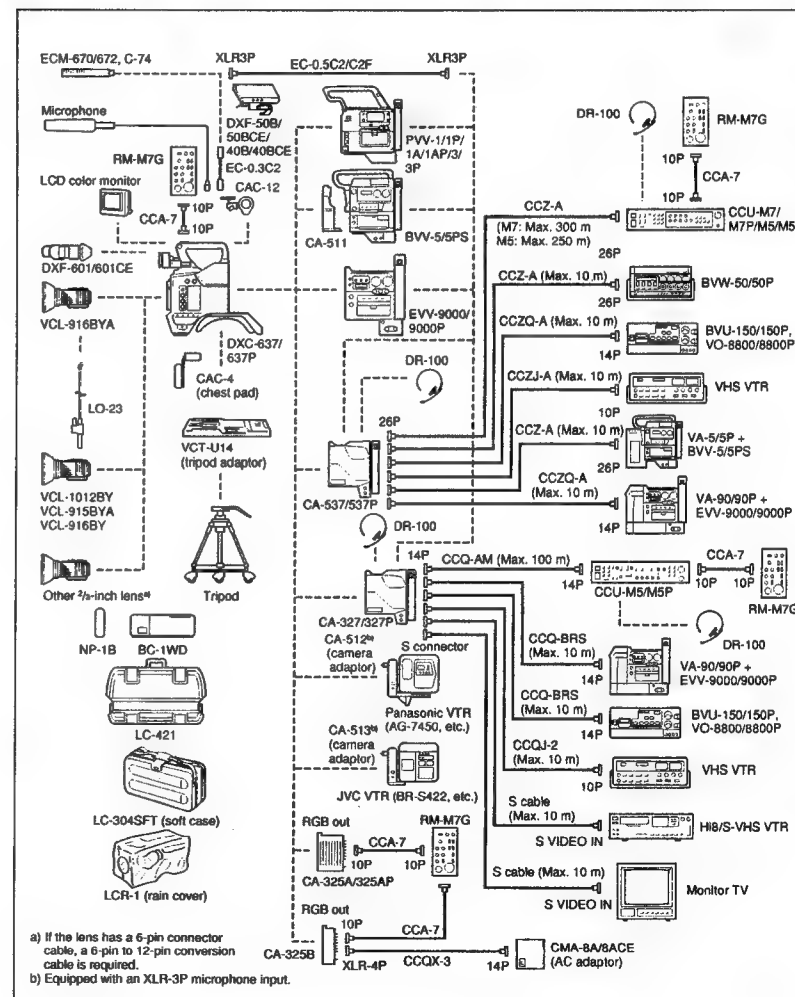 ECM-670/672, C-74
XLR3P
EC-0.5C2/C2F
XLR3P
Microphone
DXF-50B/
50BCE/
40B/40BCE
EC-0.3C2
RM-M7G
LCD color monitor
CAC-12
10P
CCA-7
10P
DXF-601/601CE
VCL-916BYA
DXC-637/
637P
CAC-4
(chest pad)
LO-23
VCT-U14
(tripod adaptor)
VCL-1012BY
VCL-915BYA
VCL-916BY
Other 2/3-inch lens a)
Tripod
NP-1B
BC-1WD
LC-421
LC-304SFT (soft case)
LCR-1 (rain cover)
PVV-1/1P/
1A/1AP/3/
3P
CA-511
BVV-5/5PS
EVV-9000/
9000P
DR-100
26P
CA-537/537P
DR-100
14P
CA-327/327P
CA-512 b)
(camera
adaptor)
S connector
Panasonic VTR
(AG-7450, etc.)
CA-513 b)
(camera
adaptor)
JVC VTR (BR-S422, etc.)
RGB out
CCA-7
RM-M7G
10P
10P
CA-325A/325AP
RGB out
10P
CCA-7
CA-325B
XLR-4P
CCQX-3
14P
CMA-8A/8ACE
(AC adaptor)
DR-100
RM-M7G
10P
CCA-7
10P
CCZ-A
(M7: Max. 300 m
M5: Max. 250 m)
26P
CCU-M7/
M7P/M5/M5
CCZ-A (Max. 10 m)
26P
BVW-50/50P
CCZQ-A (Max. 10 m)
14P
BVU-150/150P,
VO-8800/8800P
CCZJ-A (Max. 10 m)
10P
VHS VTR
CCZ-A (Max. 10 m)
26P
VA-5/5P +
BVV-5/5PS
CCZQ-A
(Max. 10 m)
14P
VA-90/90P +
EVV-9000/9000P
CCQ-AM (Max. 100 m)
14P
CCU-M5/M5P
CCA-7
10P
10P
RM-M7G
DR-100
CCQ-BRS
(Max. 10 m)
14P
VA-90/90P +
EVV-9000/9000P
CCQ-BRS
(Max. 10 m)
14P
BVU-150/150P,
VO-8800/8800P
CCQJ-2
(Max. 10 m)
10P
VHS VTR
S cable
(Max. 10 m)
S VIDEO IN
Hi8/S-VHS VTR
S cable (Max. 10 m)
S VIDEO IN
Monitor TV
a) If the lens has a 6-pin connector
cable, a 6-pin to 12-pin conversion
cable is required.
b) Equipped with an XLR-3P microphone input.